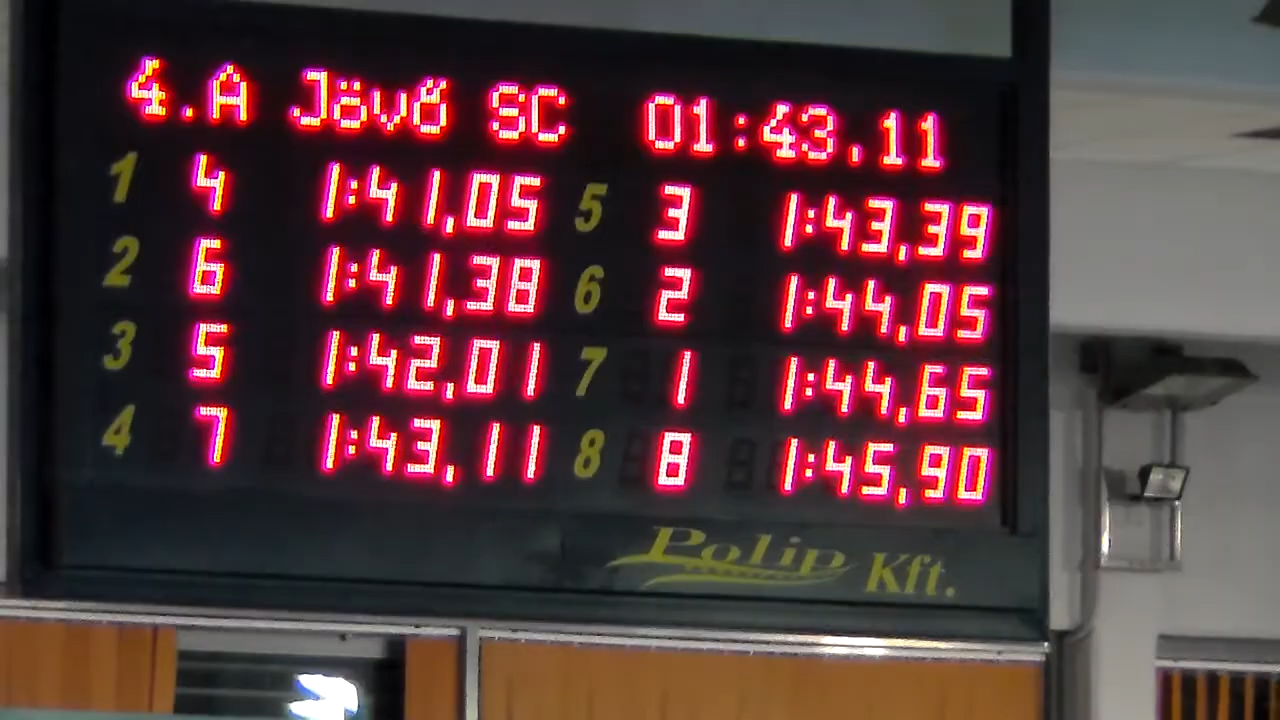 4.A Jövő SC 01:43.11
1 4 1:41,05 5 3 1:43,39
2 6 1:41,38 6 2 1:44,05
3 5 1:42,01 7 1 1:44,65
4 7 1:43,11 8 8 1:45,90
Polip Kft.